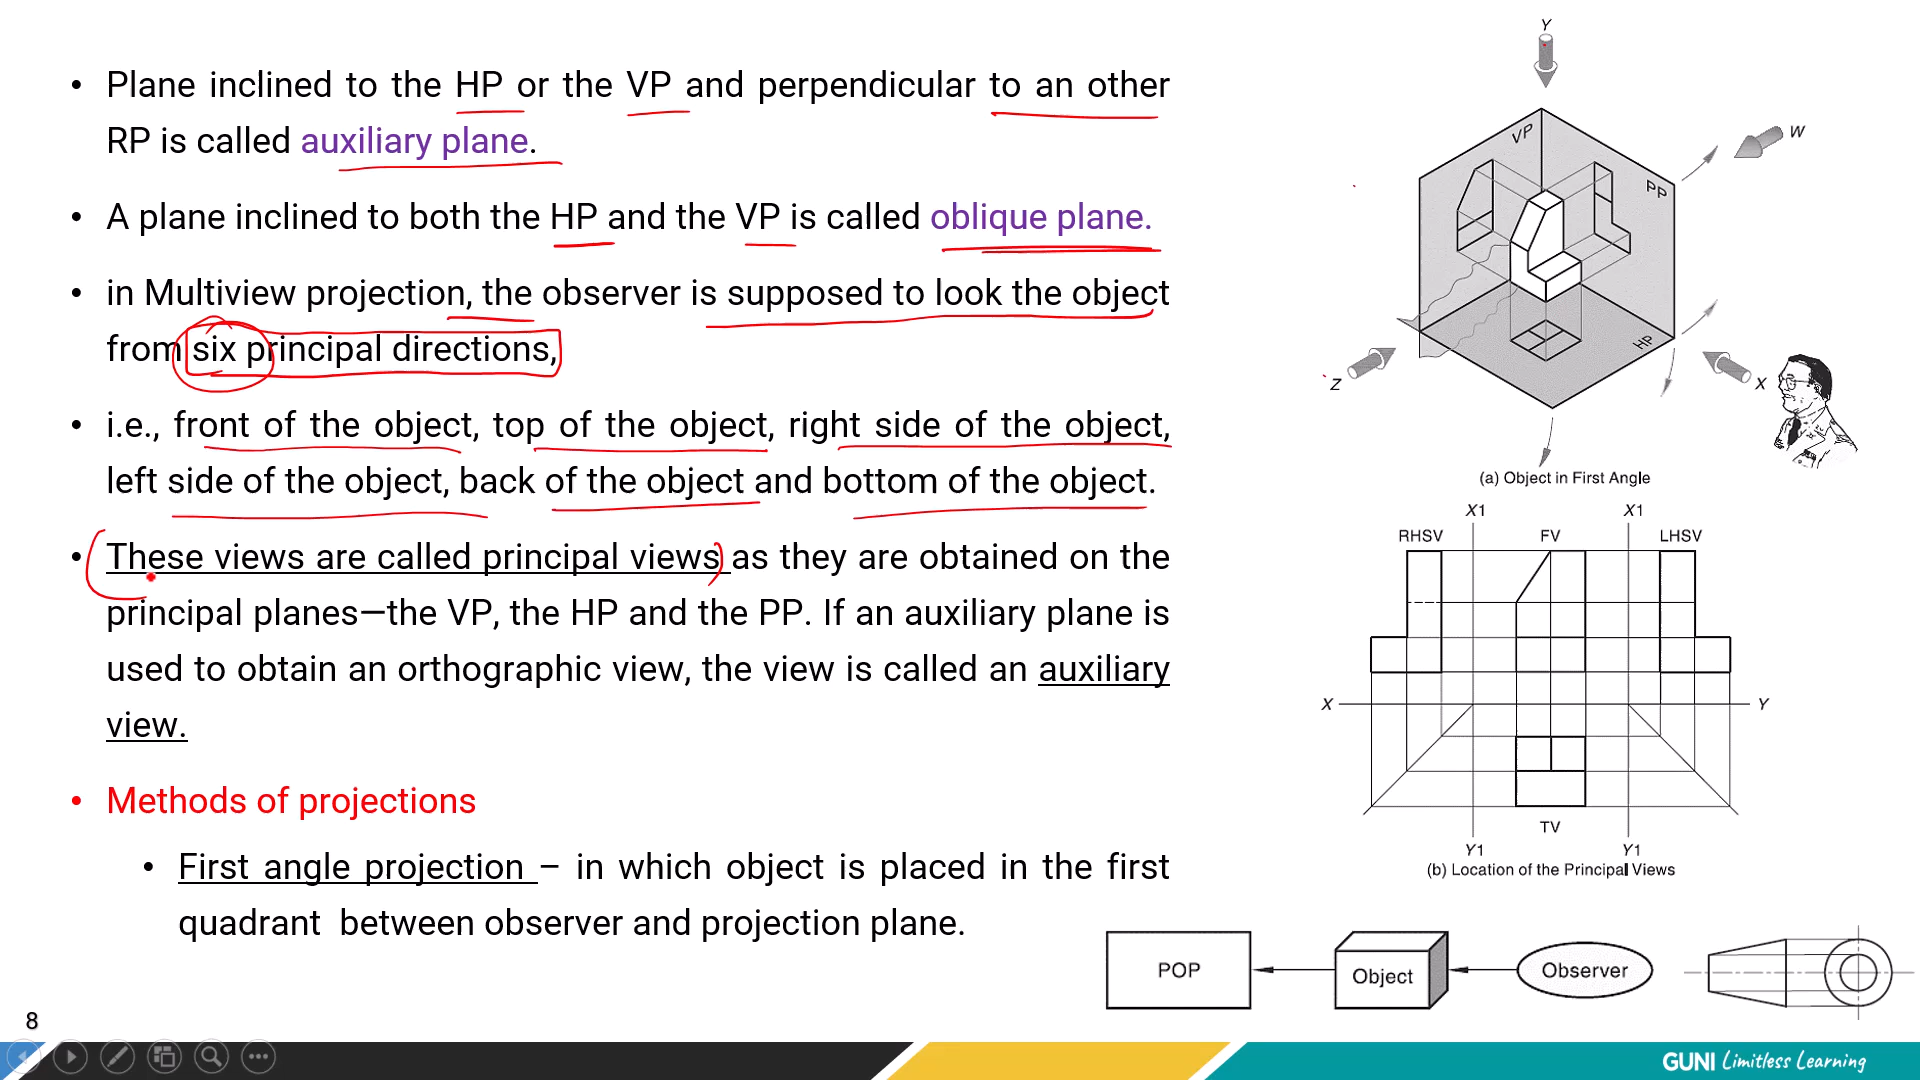 • Plane inclined to the HP or the VP and perpendicular to an other
RP is called auxiliary plane.
• A plane inclined to both the HP and the VP is called oblique plane.
• in Multiview projection, the observer is supposed to look the object
from six principal directions,
• i.e., front of the object, top of the object, right side of the object,
left side of the object, back of the object and bottom of the object.
• These views are called principal views as they are obtained on the
principal planes—the VP, the HP and the PP. If an auxiliary plane is
used to obtain an orthographic view, the view is called an auxiliary
view.
• Methods of projections
• First angle projection – in which object is placed in the first
quadrant between observer and projection plane.
Y
W
VP
PP
HP
Z
X
(a) Object in First Angle
X1 X1
RHSV FV LHSV
X Y
TV
Y1 Y1
(b) Location of the Principal Views
POP Object Observer
8
GUNI Limitless Learning